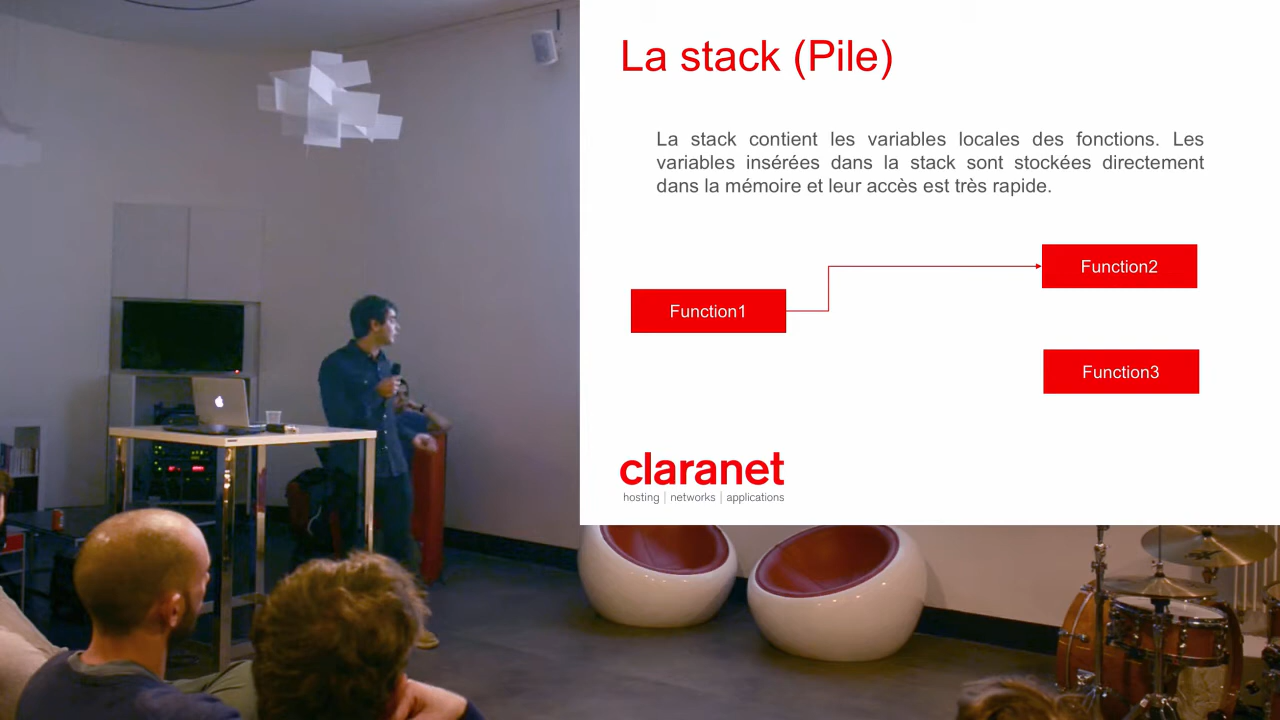 La stack (Pile)
La stack contient les variables locales des fonctions. Les
variables insérées dans la stack sont stockées directement
dans la mémoire et leur accès est très rapide.
Function2
Function1
Function3
claranet
hosting | networks | applications